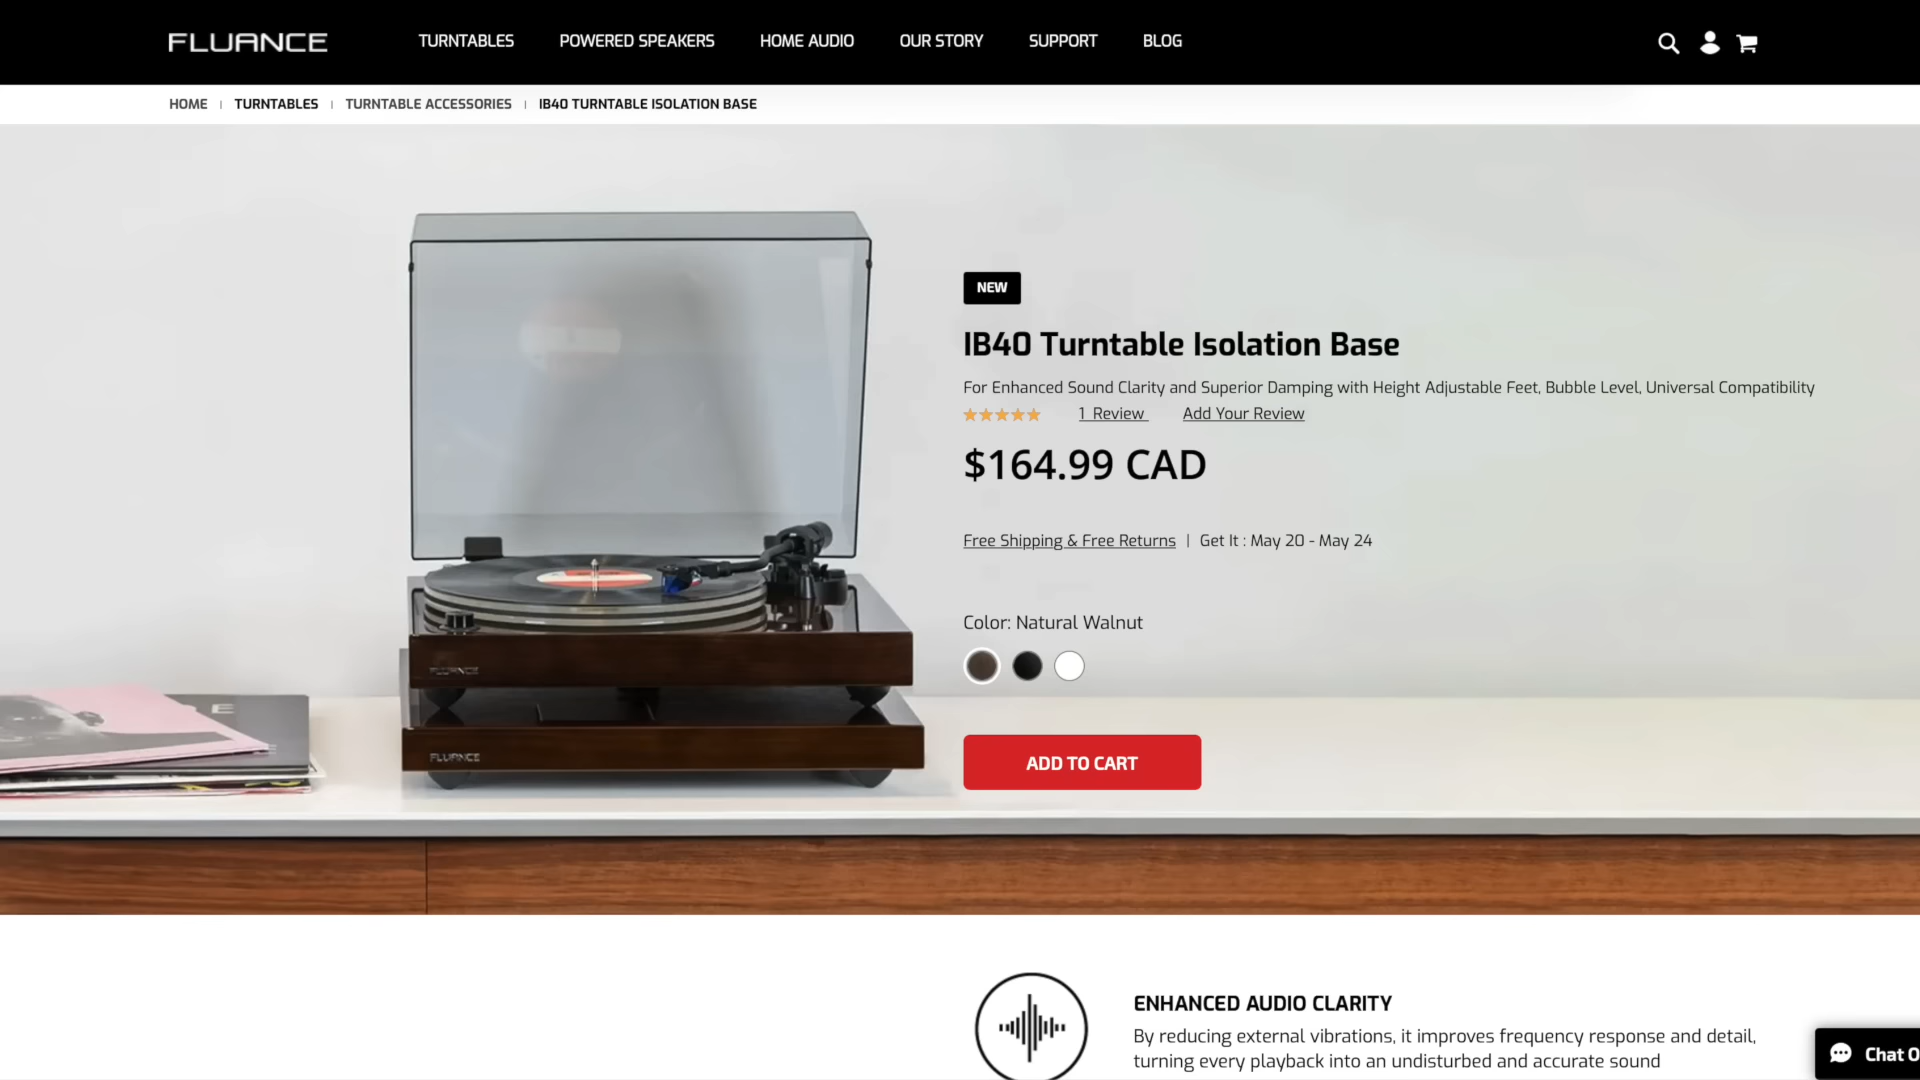 FLUANCE
TURNTABLES
POWERED SPEAKERS
HOME AUDIO
OUR STORY
SUPPORT
BLOG
HOME | TURNTABLES | TURNTABLE ACCESSORIES | IB40 TURNTABLE ISOLATION BASE
NEW
IB40 Turntable Isolation Base
For Enhanced Sound Clarity and Superior Damping with Height Adjustable Feet, Bubble Level, Universal Compatibility
1 Review
Add Your Review
$164.99 CAD
Free Shipping & Free Returns | Get It : May 20 - May 24
Color: Natural Walnut
ADD TO CART
FLUANCE
FLUANCE
ENHANCED AUDIO CLARITY
By reducing external vibrations, it improves frequency response and detail,
turning every playback into an undisturbed and accurate sound
Chat O